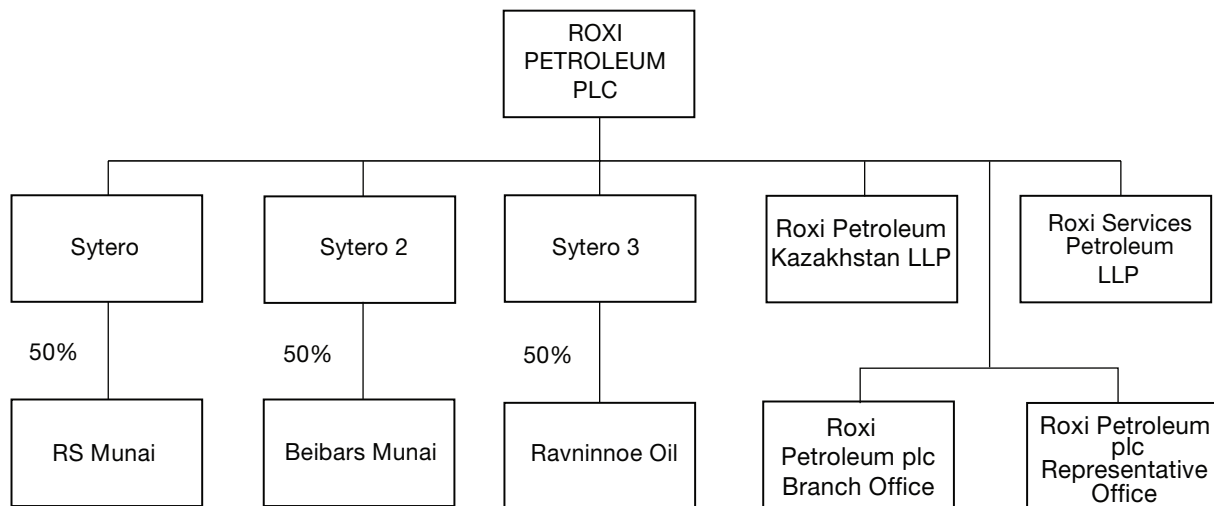 ROXI
PETROLEUM
PLC
Sytero
Sytero 2
Sytero 3
Roxi Petroleum
Kazakhstan LLP
Roxi Services
Petroleum
LLP
50%
50%
50%
RS Munai
Beibars Munai
Ravninnoe Oil
Roxi
Petroleum plc
Branch Office
Roxi Petroleum
plc
Representative
Office